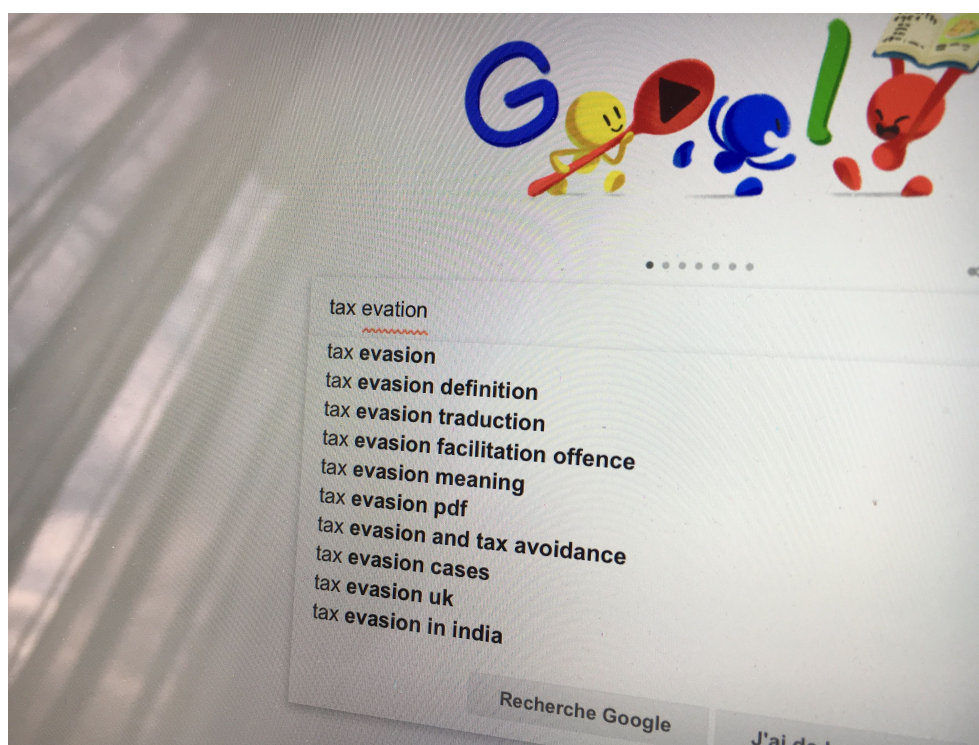 Google
tax evation
tax evasion
tax evasion definition
tax evasion traduction
tax evasion facilitation offence
tax evasion meaning
tax evasion pdf
tax evasion and tax avoidance
tax evasion cases
tax evasion uk
tax evasion in india
Recherche Google
J'ai